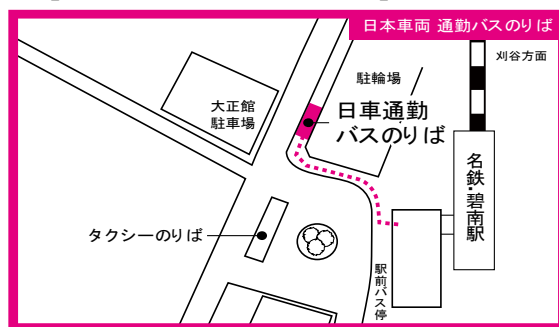 日本車両 通勤バスのりば
刈谷方面
駐輪場
大正館
駐車場
日車通勤
バスのりば
名鉄・碧南駅
タクシーのりば
駅前バス停